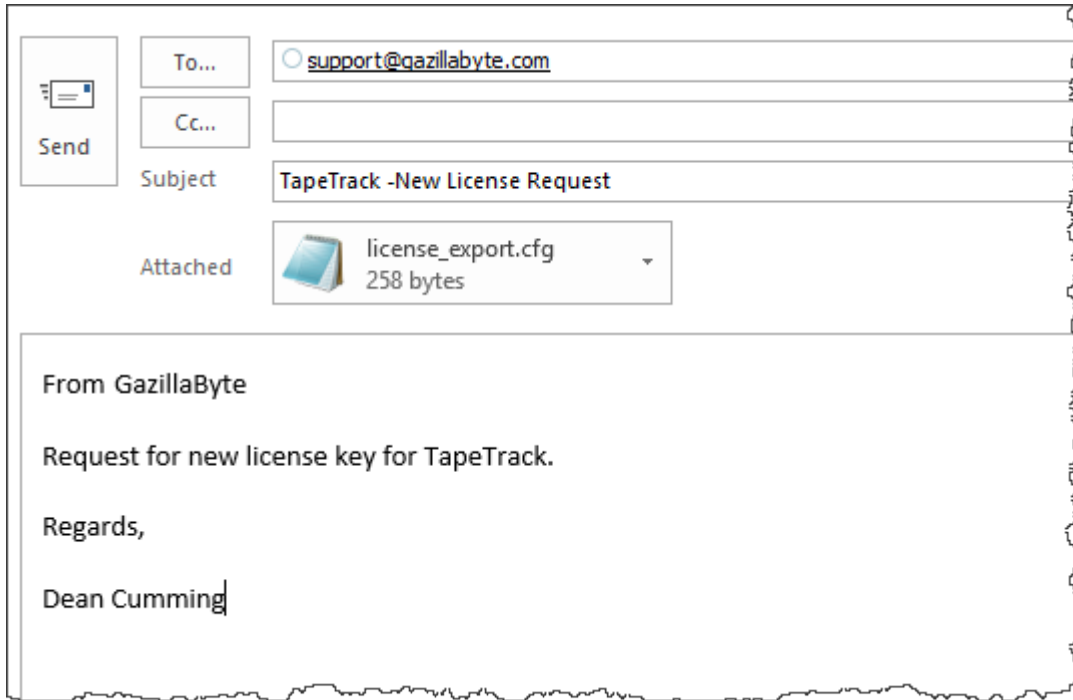 Send
To...
support@gazillabyte.com
Cc...
Subject
TapeTrack -New License Request
Attached
license_export.cfg
258 bytes
From GazillaByte
Request for new license key for TapeTrack.
Regards,
Dean Cumming